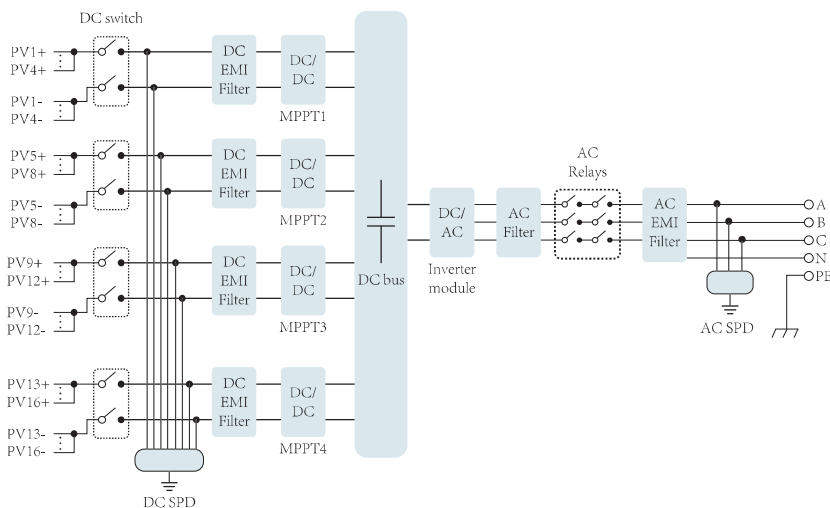 DC switch
PV1+
PV4+
PV1-
PV4-
DC
EMI
Filter
DC/
DC
MPPT1
PV5+
PV8+
PV5-
PV8-
DC
EMI
Filter
DC/
DC
MPPT2
PV9+
PV12+
PV9-
PV12-
DC
EMI
Filter
DC/
DC
MPPT3
PV13+
PV16+
PV13-
PV16-
DC
EMI
Filter
DC/
DC
MPPT4
DC SPD
DC bus
DC/
AC
Inverter
module
AC
Filter
AC
Relays
AC
EMI
Filter
A
B
C
N
PE
AC SPD